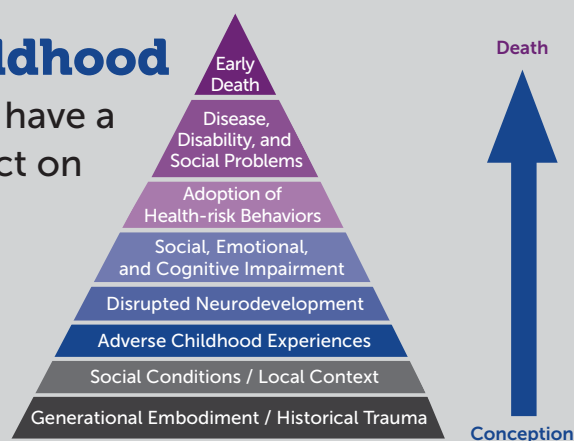 ldhood
have a
ct on
Early
Death
Disease,
Disability, and
Social Problems
Adoption of
Health-risk Behaviors
Social, Emotional,
and Cognitive Impairment
Disrupted Neurodevelopment
Adverse Childhood Experiences
Social Conditions / Local Context
Generational Embodiment / Historical Trauma
Death
Conception